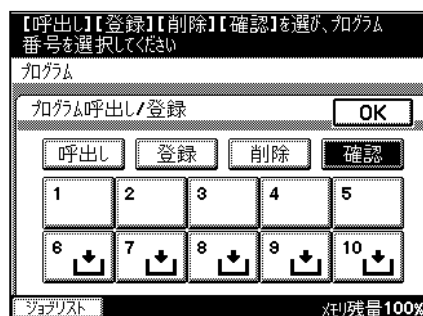 【呼出し】【登録】【削除】【確認】を選び、プログラム
番号を選択してください
プログラム
プログラム呼出し/登録
OK
呼出し 登録 削除 確認
1 2 3 4 5
6 7 8 9 10
ジョブリスト メモリ残量100%